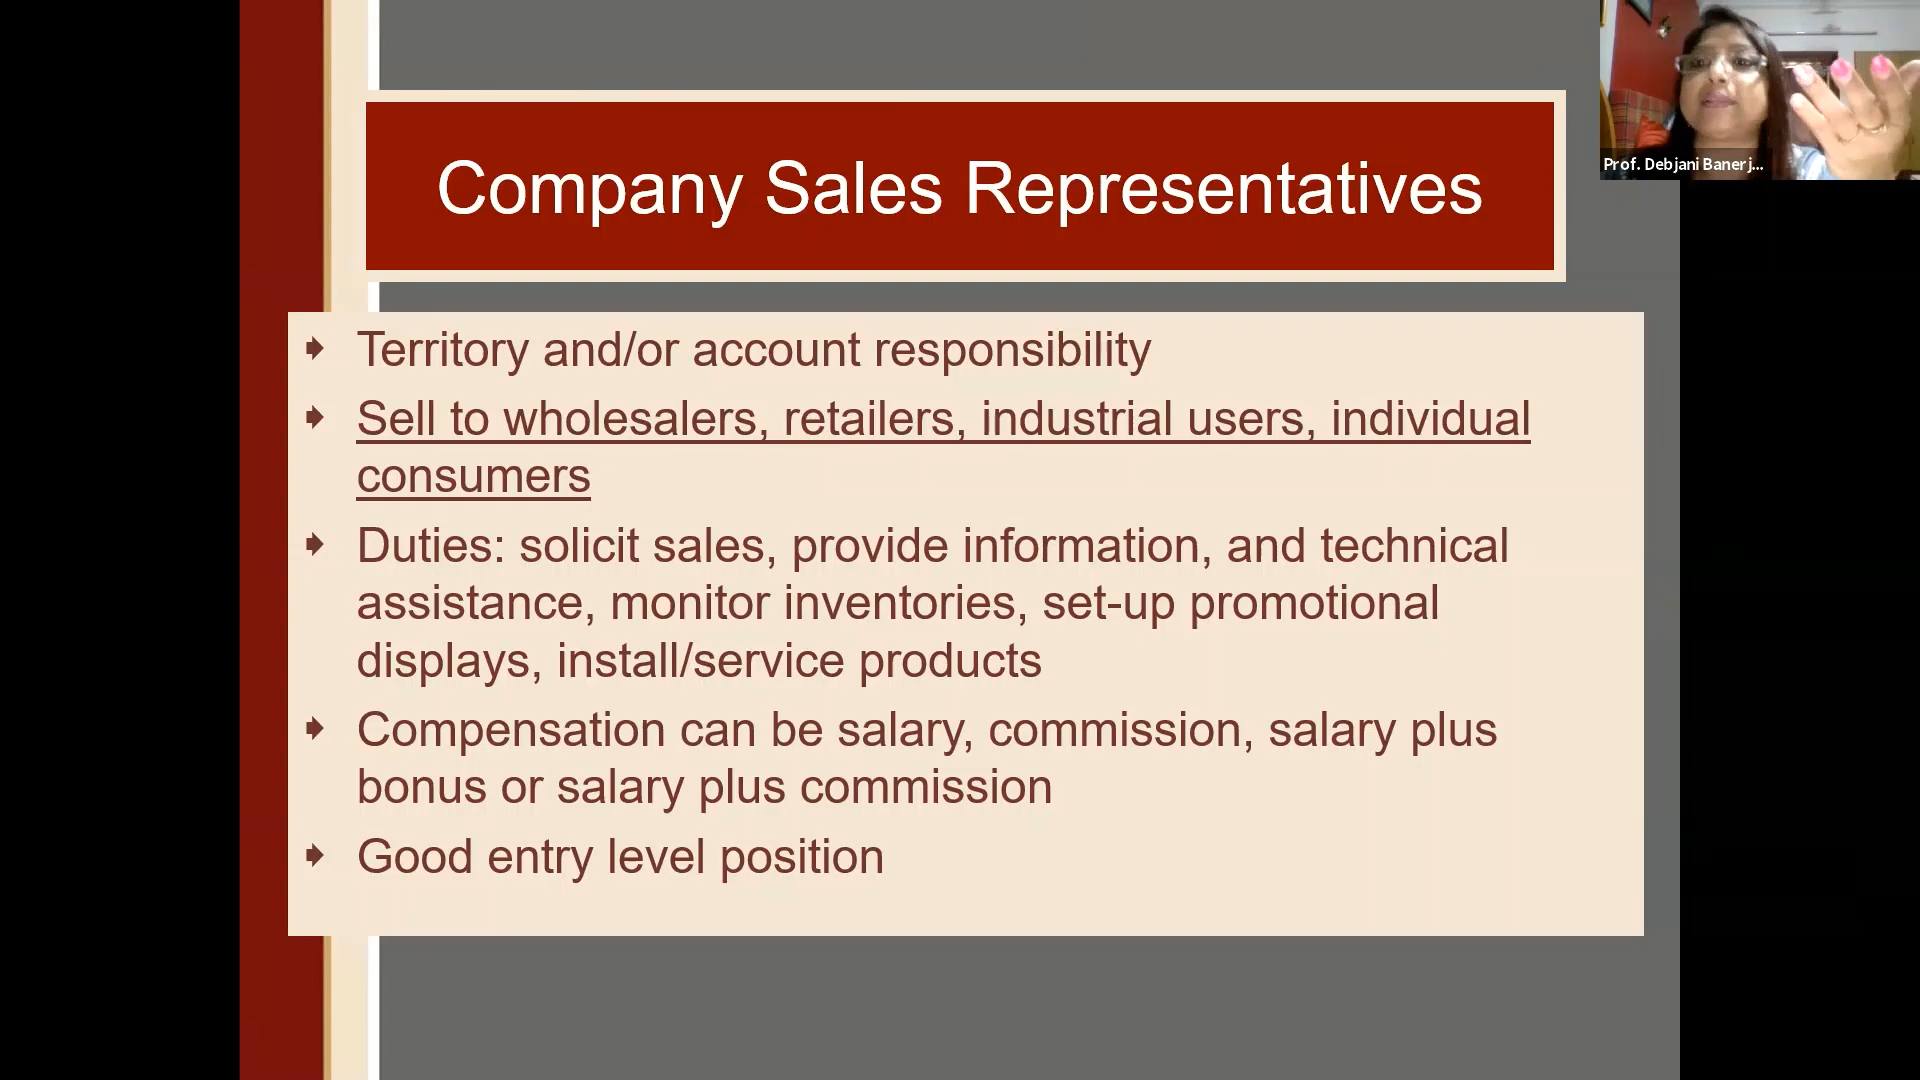 Company Sales Representatives
Prof. Debjani Banerj...
Territory and/or account responsibility
Sell to wholesalers, retailers, industrial users, individual
consumers
Duties: solicit sales, provide information, and technical
assistance, monitor inventories, set-up promotional
displays, install/service products
Compensation can be salary, commission, salary plus
bonus or salary plus commission
Good entry level position